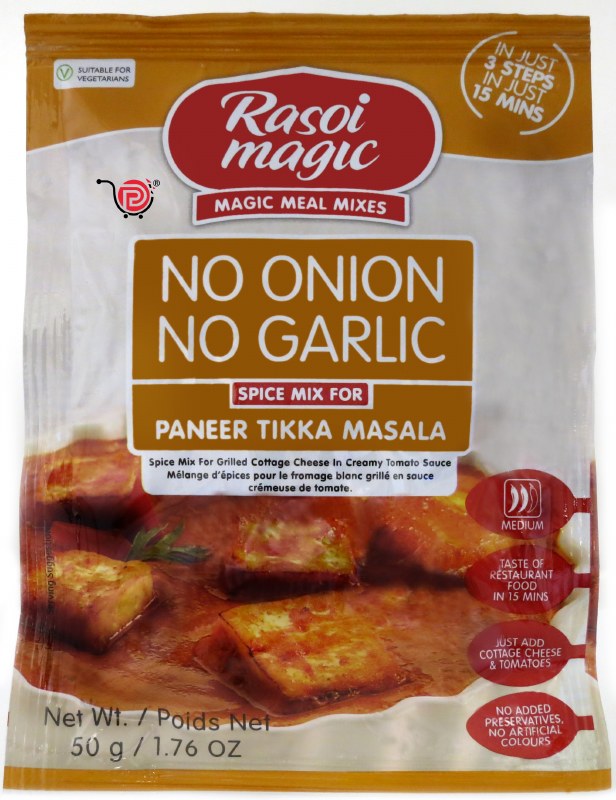 SUITABLE FOR
VEGETARIANS
IN JUST
3 STEPS
IN JUST
15 MINS
Rasoi
magic
MAGIC MEAL MIXES
®
NO ONION
NO GARLIC
SPICE MIX FOR
PANEER TIKKA MASALA
Spice Mix For Grilled Cottage Cheese In Creamy Tomato Sauce
Mélange d'épices pour le fromage blanc grillé en sauce
crémeuse de tomate.
MEDIUM
TASTE OF
RESTAURANT
FOOD
IN 15 MINS
JUST ADD
COTTAGE CHEESE
& TOMATOES
NO ADDED
PRESERVATIVES,
NO ARTIFICIAL
COLOURS
Net Wt. / Poids Net
50 g / 1.76 OZ